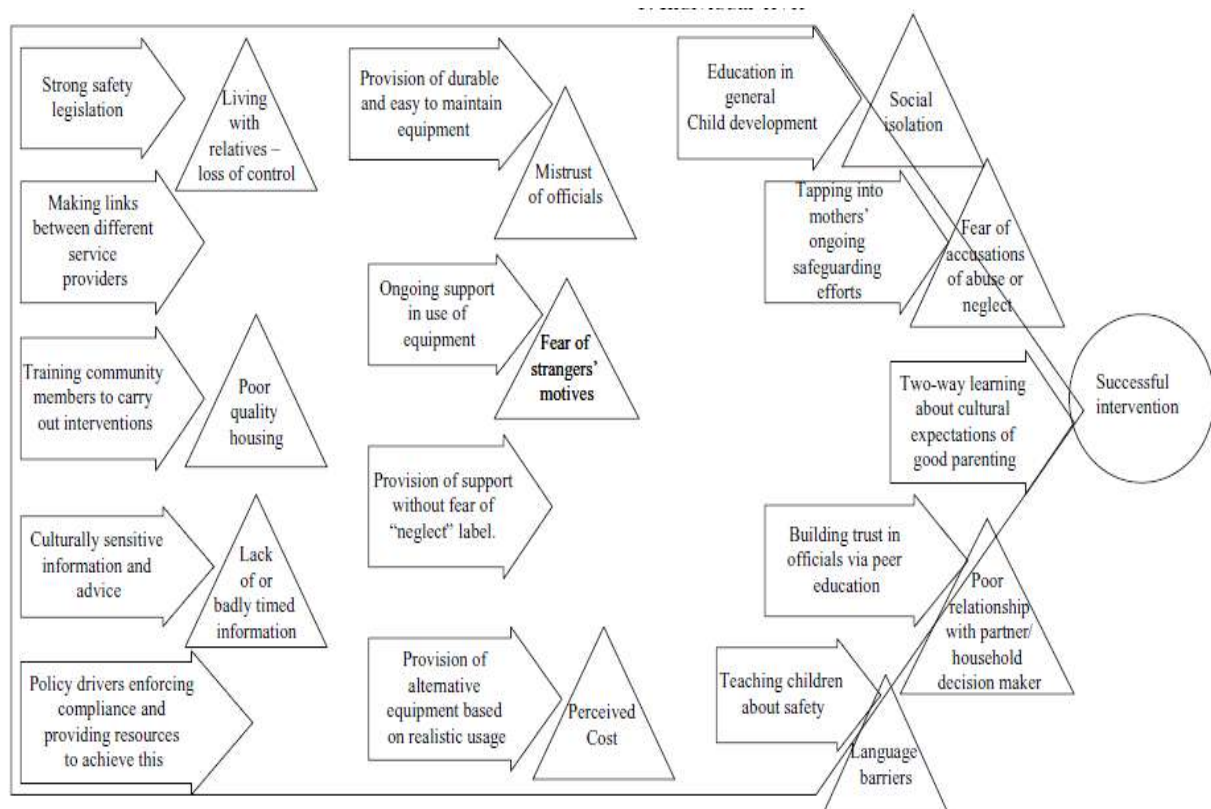 Strong safety
legislation
Living
with
relatives –
loss of control
Making links
between different
service
providers
Training community
members to carry
out interventions
Poor
quality
housing
Culturally sensitive
information and
advice
Lack
of or
badly timed
information
Policy drivers enforcing
compliance and
providing resources
to achieve this
Provision of durable
and easy to maintain
equipment
Mistrust
of officials
Ongoing support
in use of
equipment
Fear of
strangers’
motives
Provision of support
without fear of
“neglect” label.
Provision of
alternative
equipment based
on realistic usage
Perceived
Cost
Education in
general
Child development
Social
isolation
Tapping into
mothers’
ongoing
safeguarding
efforts
Fear of
accusations
of abuse or
neglect
Two-way learning
about cultural
expectations of
good parenting
Successful
intervention
Building trust in
officials via peer
education
Poor
relationship
with partner/
household
decision maker
Teaching children
about safety
Language
barriers